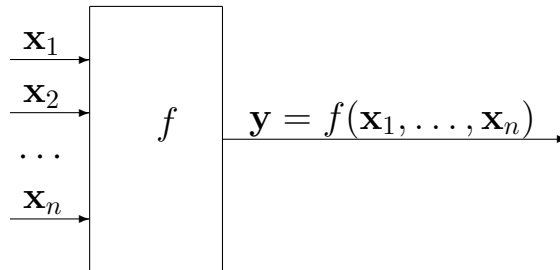 𝐱₁
𝐱₂
. . .
𝐱ₙ
f
𝐲 = f(𝐱₁, . . . , 𝐱ₙ)